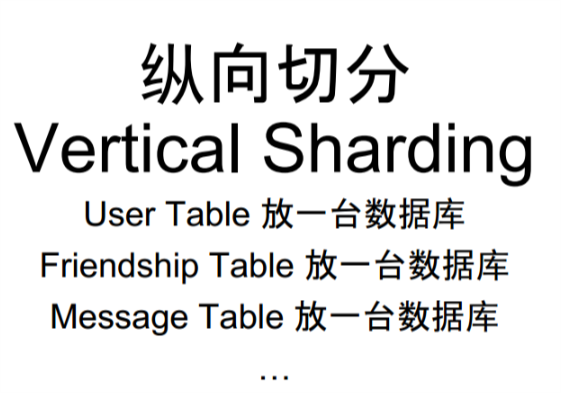 纵向切分
Vertical Sharding
User Table 放一台数据库
Friendship Table 放一台数据库
Message Table 放一台数据库
...